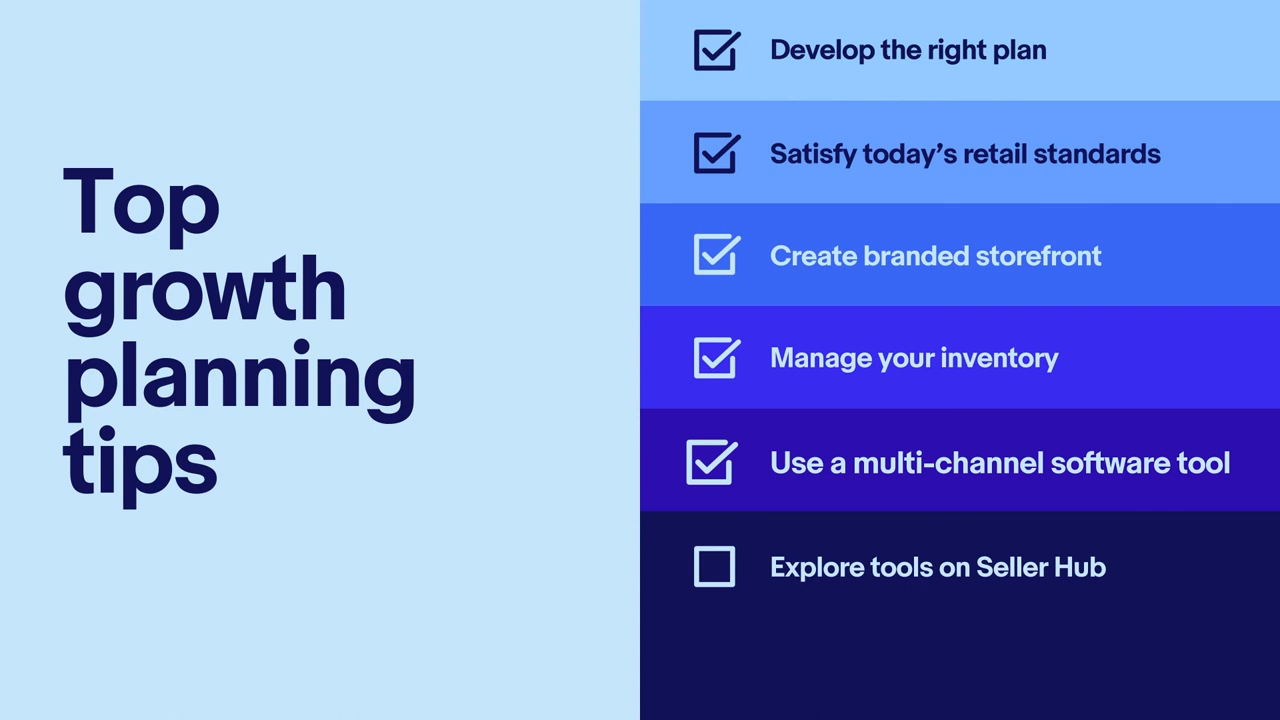 Top
growth
planning
tips
Develop the right plan
Satisfy today’s retail standards
Create branded storefront
Manage your inventory
Use a multi-channel software tool
Explore tools on Seller Hub